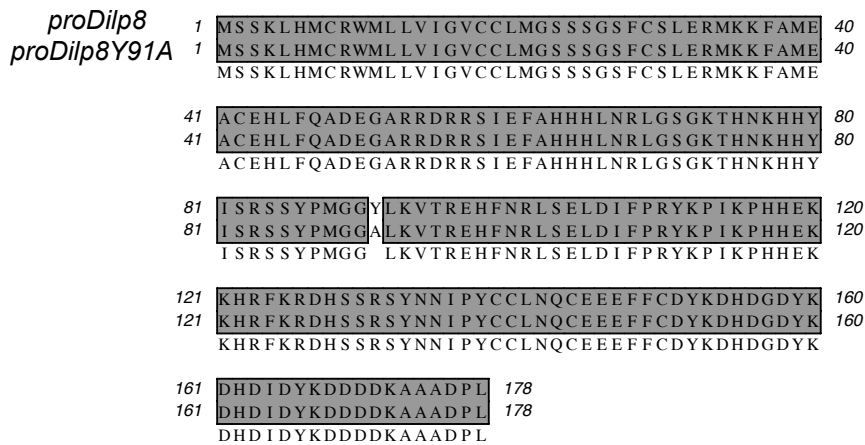 proDilp8 1 MSSKLHMCRWMLLVIGVCCLMGSSSGSFCSLERMKKFAME 40
proDilp8Y91A 1 MSSKLHMCRWMLLVIGVCCLMGSSSGSFCSLERMKKFAME 40
MSSKLHMCRWMLLVIGVCCLMGSSSGSFCSLERMKKFAME
41 ACEHLFQADEGARRDRRSIEFAHHHLNRLGSGKTHNKHHY 80
41 ACEHLFQADEGARRDRRSIEFAHHHLNRLGSGKTHNKHHY 80
ACEHLFQADEGARRDRRSIEFAHHHLNRLGSGKTHNKHHY
81 ISRSSYPMGGYLKVTREHFNRLSELDIFPRYKPIKPHHEK 120
81 ISRSSYPMGGALKVTREHFNRLSELDIFPRYKPIKPHHEK 120
ISRSSYPMGG LKVTREHFNRLSELDIFPRYKPIKPHHEK
121 KHRFKRDHSSRSYNNIPYCCLNQCEEEFFCDYKDHDGDYK 160
121 KHRFKRDHSSRSYNNIPYCCLNQCEEEFFCDYKDHDGDYK 160
KHRFKRDHSSRSYNNIPYCCLNQCEEEFFCDYKDHDGDYK
161 DHDIDYKDDDDKAAADPL 178
161 DHDIDYKDDDDKAAADPL 178
DHDIDYKDDDDKAAADPL